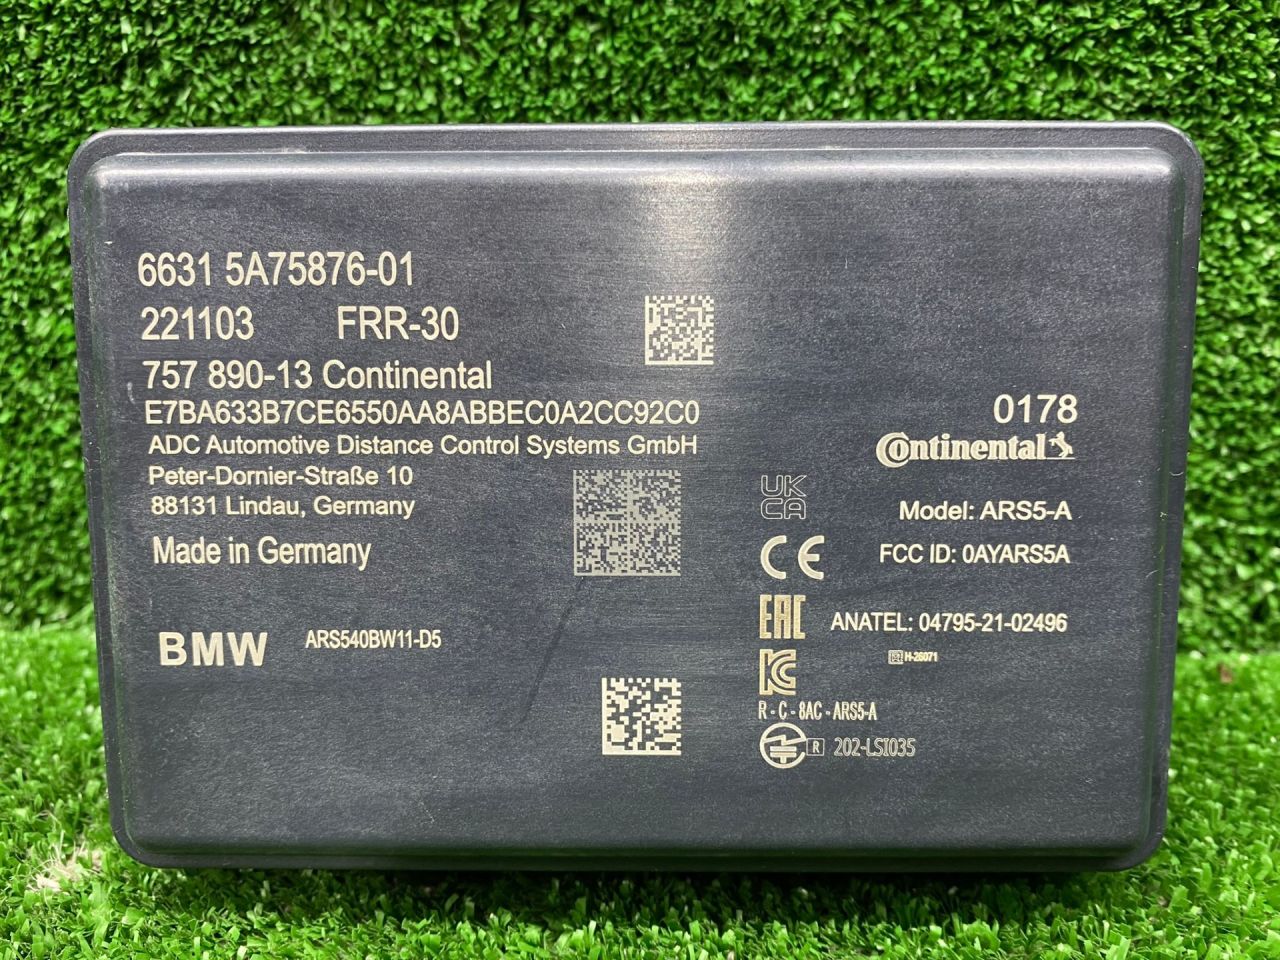 6631 5A75876-01
221103 FRR-30
757 890-13 Continental
E7BA633B7CE6550AA8ABBEC0A2CC92C0
ADC Automotive Distance Control Systems GmbH
Peter-Dornier-Straße 10
88131 Lindau, Germany
Made in Germany
BMW
ARS540BW11-D5
0178
Continental
UK
CA
Model: ARS5-A
CE
FCC ID: 0AYARS5A
EAC
ANATEL: 04795-21-02496
H-26071
KC
R - C - 8AC - ARS5-A
R 202-LSI035